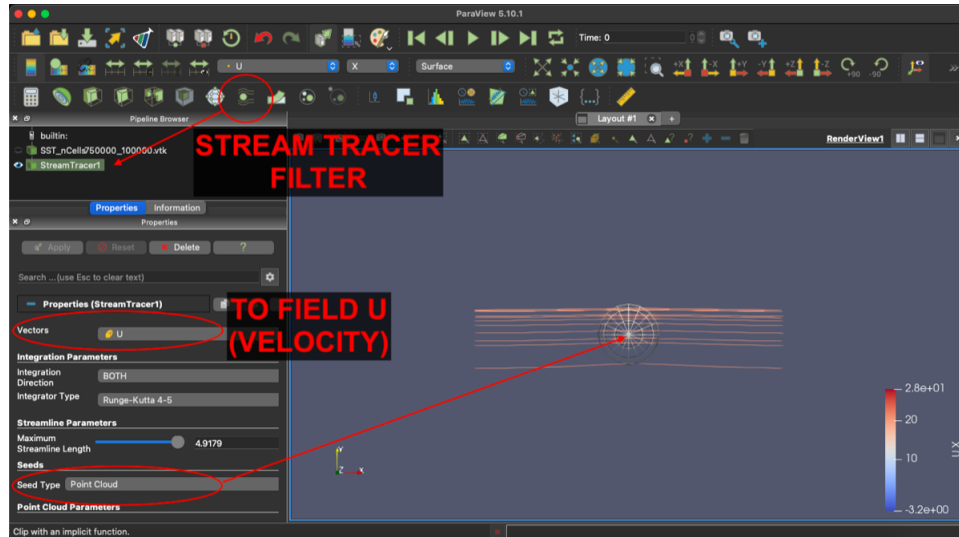 ParaView 5.10.1
Time: 0
U
X
Surface
+X
-X
+Y
-Y
+Z
-Z
+90
-90
Pipeline Browser
Layout #1
+
builtin:
SST_nCells750000_100000.vtk
StreamTracer1
RenderView1
STREAM TRACER
FILTER
Properties
Information
Properties
Apply
Reset
Delete
?
Search ... (use Esc to clear text)
Properties (StreamTracer1)
TO FIELD U
(VELOCITY)
Vectors
U
Integration Parameters
Integration
Direction
BOTH
Integrator Type
Runge-Kutta 4-5
Streamline Parameters
Maximum
Streamline Length
4.9179
Seeds
Seed Type
Point Cloud
Point Cloud Parameters
Y
Z
X
2.8e+01
20
10
-3.2e+00
U X
Clip with an implicit function.